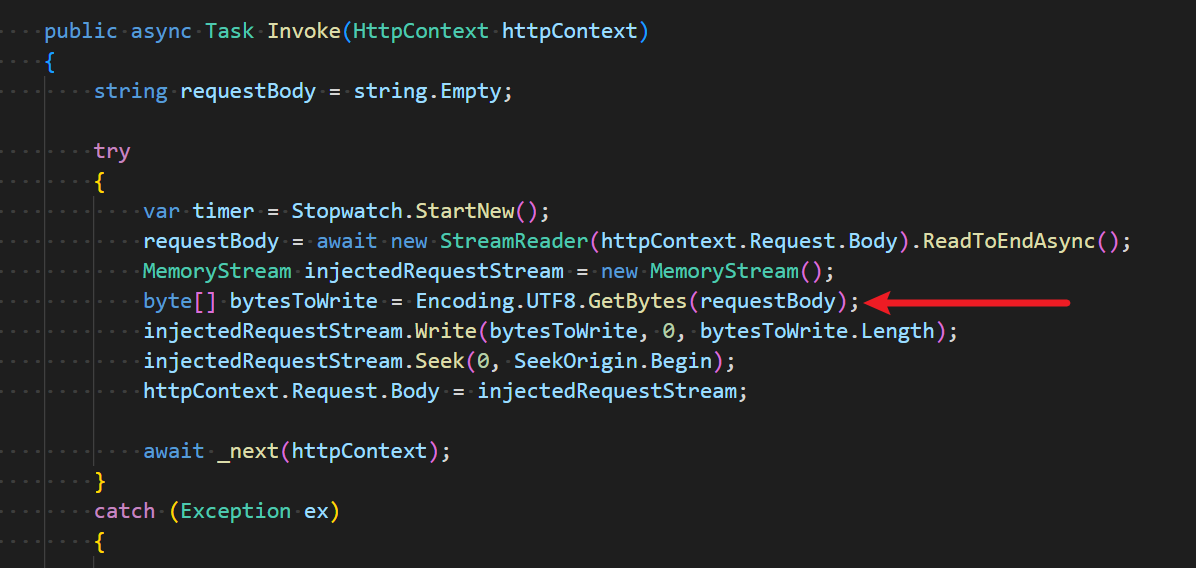 public async Task Invoke(HttpContext httpContext)
{
string requestBody = string.Empty;
try
{
var timer = Stopwatch.StartNew();
requestBody = await new StreamReader(httpContext.Request.Body).ReadToEndAsync();
MemoryStream injectedRequestStream = new MemoryStream();
byte[] bytesToWrite = Encoding.UTF8.GetBytes(requestBody);
injectedRequestStream.Write(bytesToWrite, 0, bytesToWrite.Length);
injectedRequestStream.Seek(0, SeekOrigin.Begin);
httpContext.Request.Body = injectedRequestStream;
await _next(httpContext);
}
catch (Exception ex)
{